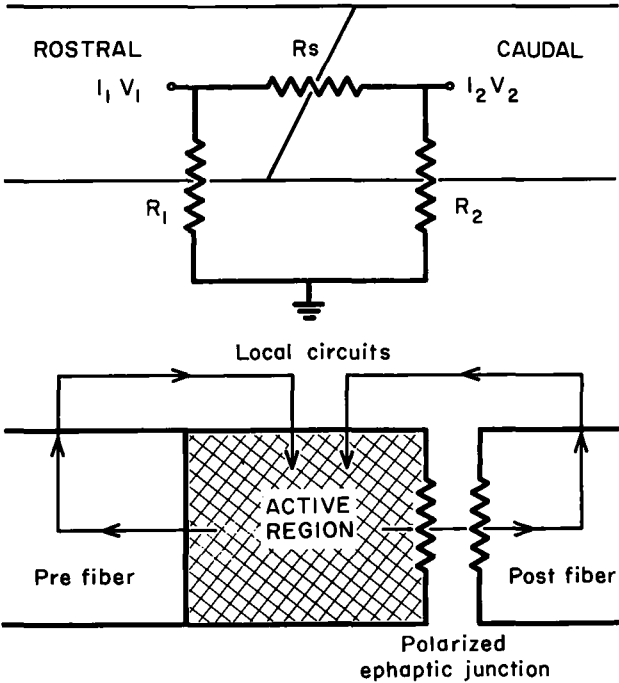 ROSTRAL
Rs
CAUDAL
I₁ V₁
I₂ V₂
R₁
R₂
Local circuits
ACTIVE
REGION
Pre fiber
Post fiber
Polarized
ephaptic junction